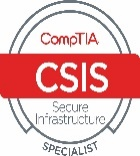 CompTIA
CSIS
Secure
Infrastructure
SPECIALIST